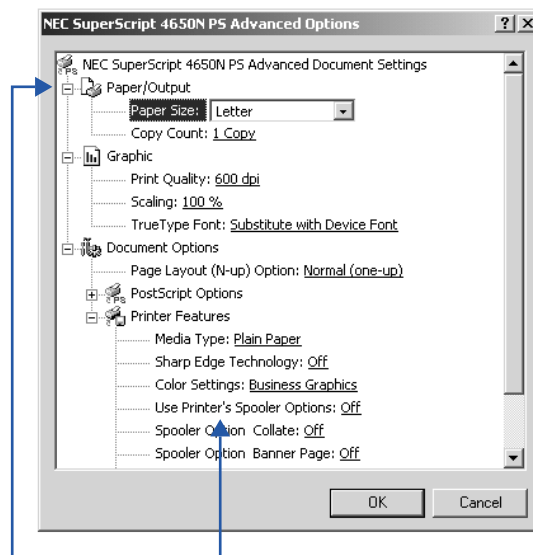 NEC SuperScript 4650N PS Advanced Options
NEC SuperScript 4650N PS Advanced Document Settings
Paper/Output
Paper Size: Letter
Copy Count: 1 Copy
Graphic
Print Quality: 600 dpi
Scaling: 100 %
TrueType Font: Substitute with Device Font
Document Options
Page Layout (N-up) Option: Normal (one-up)
PostScript Options
Printer Features
Media Type: Plain Paper
Sharp Edge Technology: Off
Color Settings: Business Graphics
Use Printer's Spooler Options: Off
Spooler Option Collate: Off
Spooler Option Banner Page: Off
OK Cancel